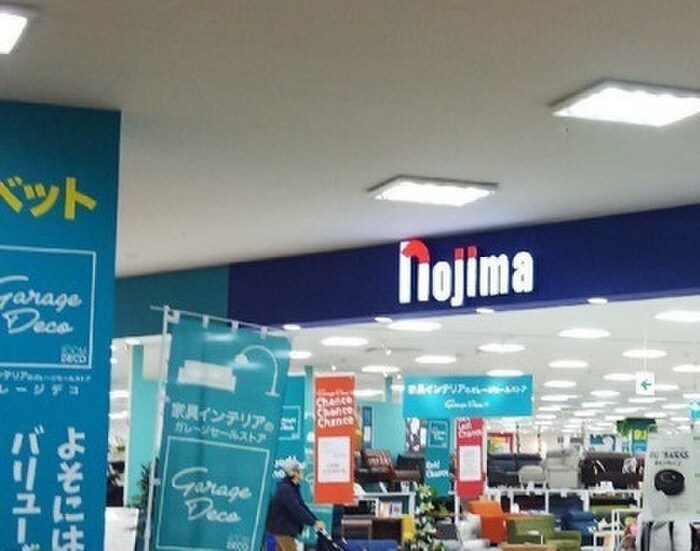 ベット
Garage
Deco
ROOM
DECO
ンテリアのガレージセールストア
レージデコ
よそには
バリュー
家具インテリアの
ガレージセールストア
Garage
Deco
nojima
Chance
Chance
Chance
家具インテリアのガレージセールストア
Garage Deco
Last
Chance